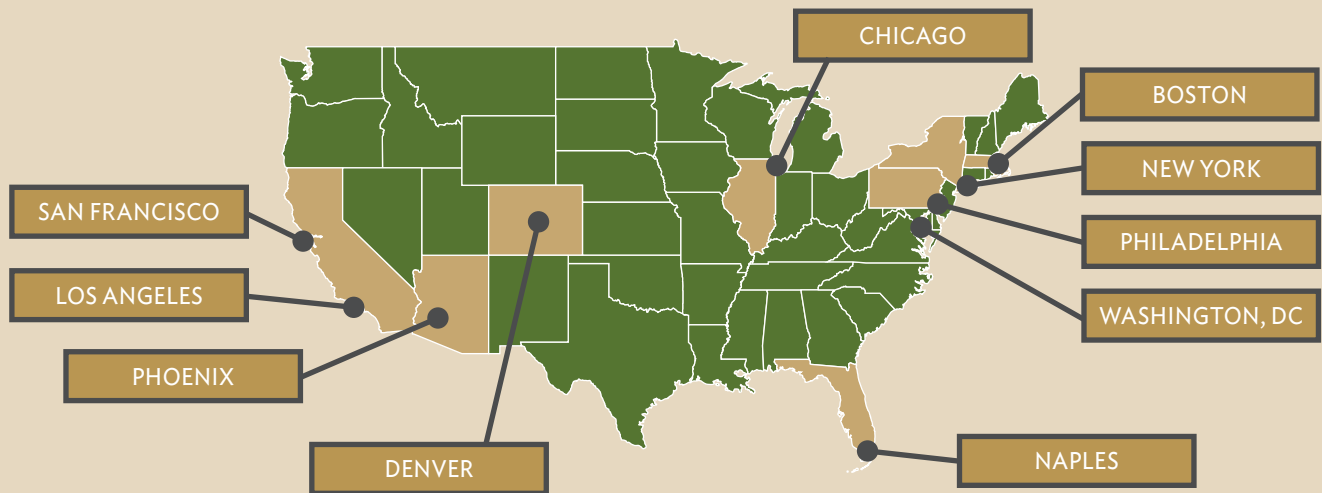 CHICAGO
BOSTON
NEW YORK
SAN FRANCISCO
PHILADELPHIA
LOS ANGELES
WASHINGTON, DC
PHOENIX
DENVER
NAPLES